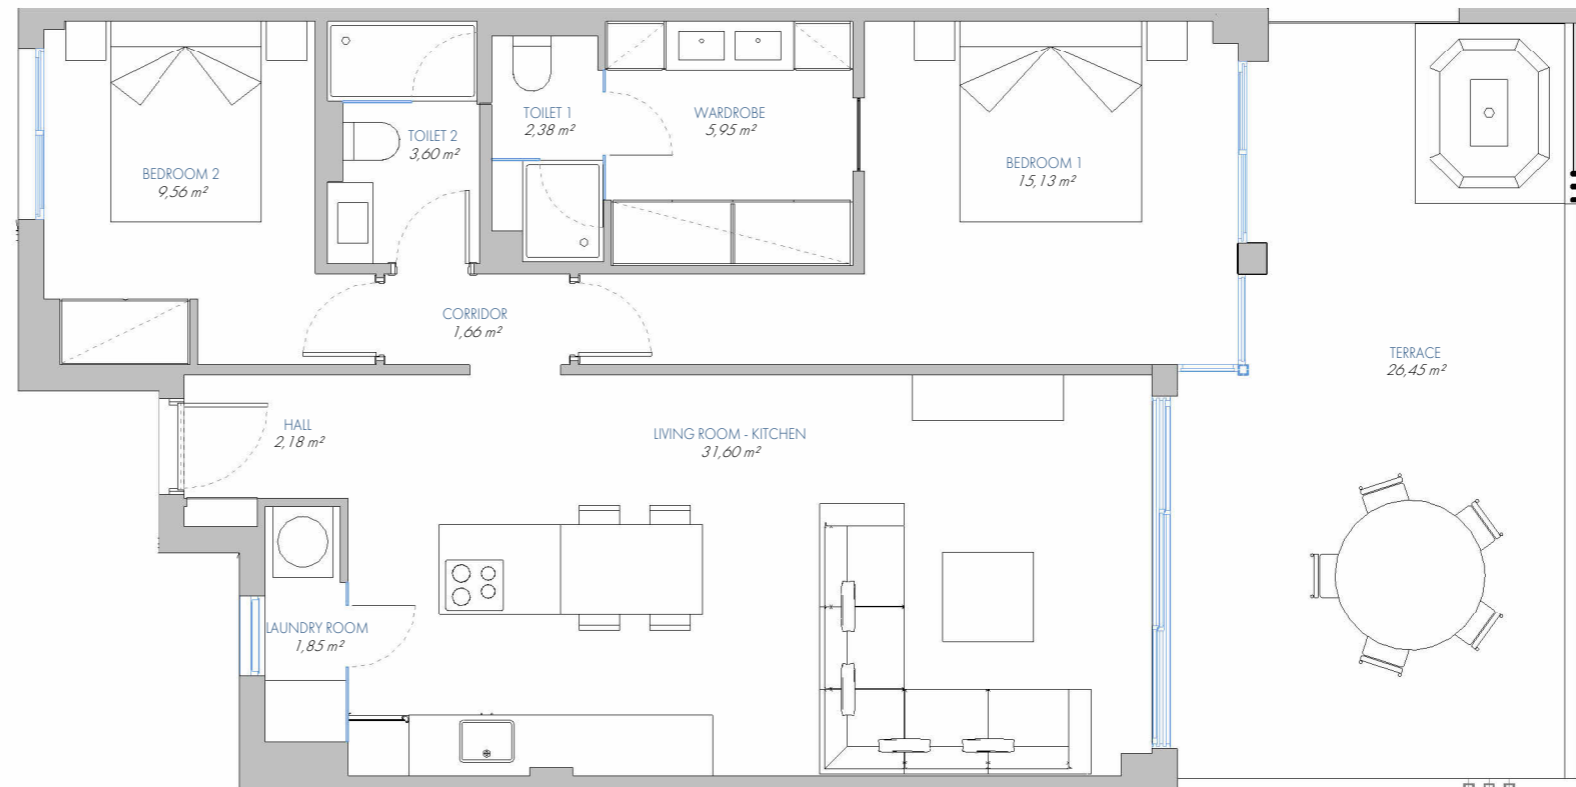 TOILET 1
2,38 m²
WARDROBE
5,95 m²
TOILET 2
3,60 m²
BEDROOM 2
9,56 m²
BEDROOM 1
15,13 m²
CORRIDOR
1,66 m²
TERRACE
26,45 m²
HALL
2,18 m²
LIVING ROOM - KITCHEN
31,60 m²
LAUNDRY ROOM
1,85 m²